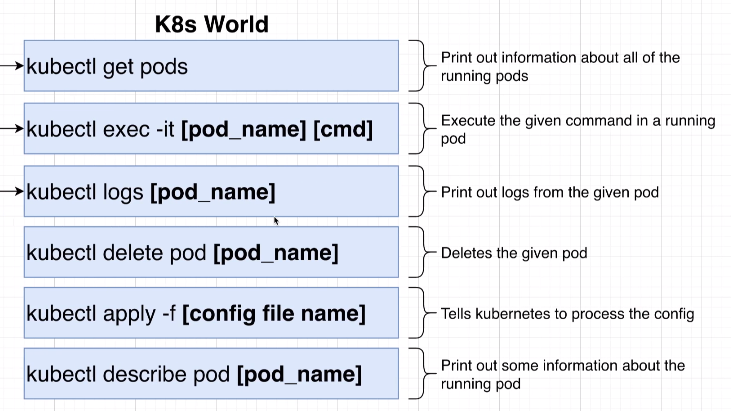 K8s World
kubectl get pods
Print out information about all of the
running pods
kubectl exec -it [pod_name] [cmd]
Execute the given command in a running
pod
kubectl logs [pod_name]
Print out logs from the given pod
kubectl delete pod [pod_name]
Deletes the given pod
kubectl apply -f [config file name]
Tells kubernetes to process the config
kubectl describe pod [pod_name]
Print out some information about the
running pod